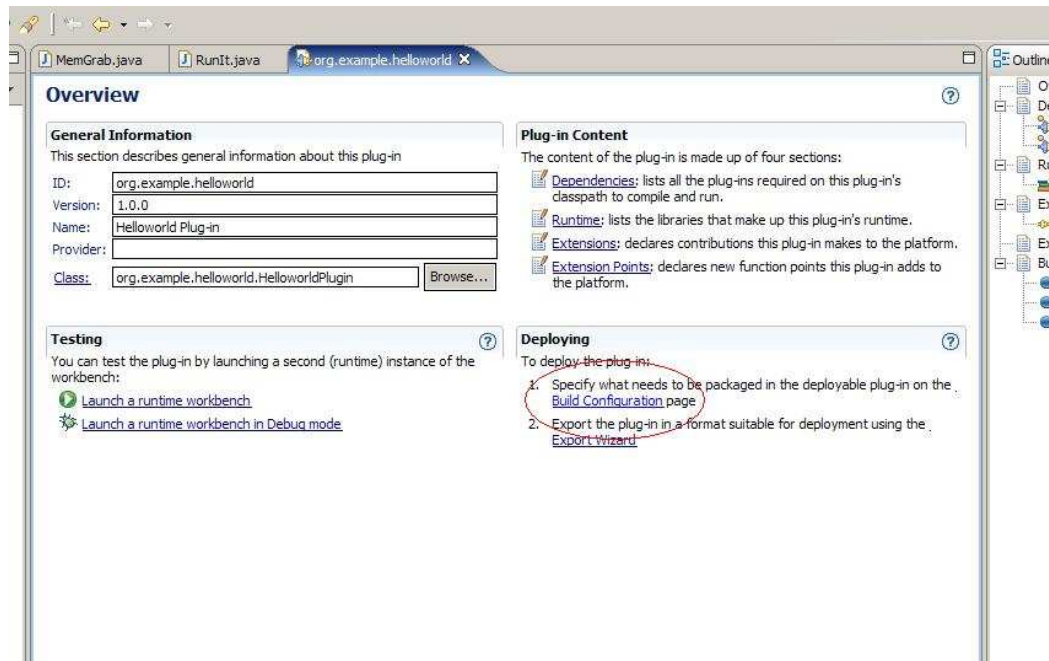 MemGrab.java
RunIt.java
org.example.helloworld
Outline
Overview
General Information
This section describes general information about this plug-in
ID:
org.example.helloworld
Version:
1.0.0
Name:
Helloworld Plug-in
Provider:
Class:
org.example.helloworld.HelloworldPlugin
Browse...
Plug-in Content
The content of the plug-in is made up of four sections:
Dependencies: lists all the plug-ins required on this plug-in's
classpath to compile and run.
Runtime: lists the libraries that make up this plug-in's runtime.
Extensions: declares contributions this plug-in makes to the platform.
Extension Points: declares new function points this plug-in adds to
the platform.
Testing
You can test the plug-in by launching a second (runtime) instance of the
workbench:
Launch a runtime workbench
Launch a runtime workbench in Debug mode
Deploying
To deploy the plug-in:
1. Specify what needs to be packaged in the deployable plug-in on the
Build Configuration page
2. Export the plug-in in a format suitable for deployment using the
Export Wizard